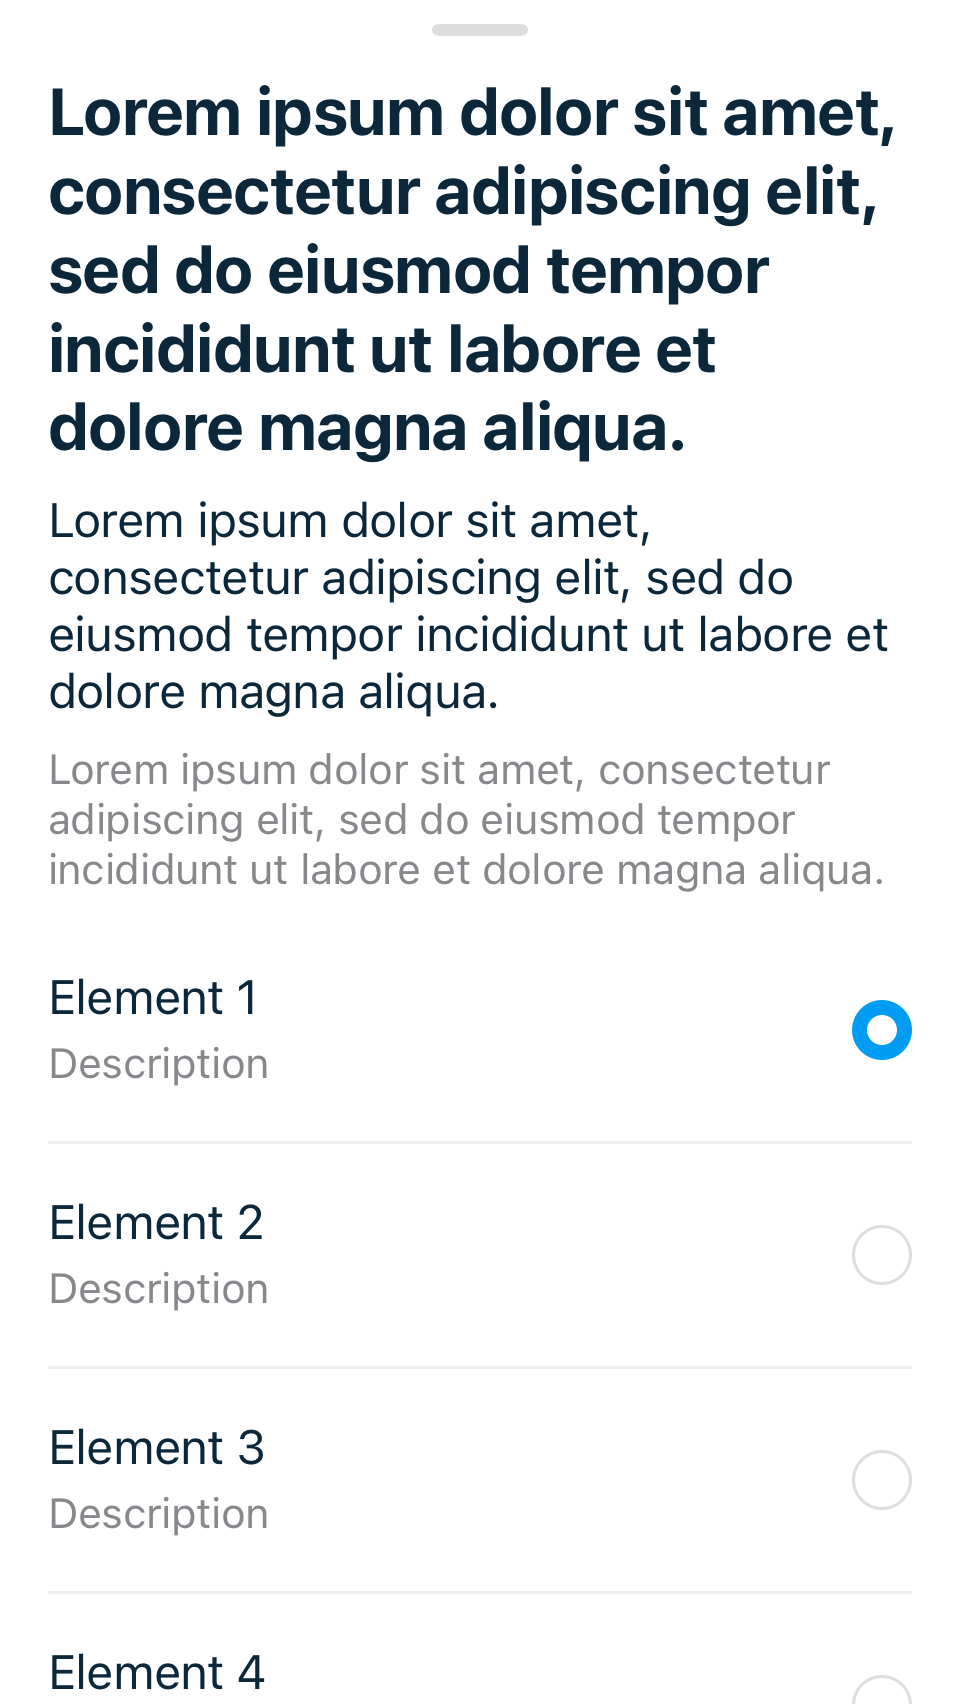 Lorem ipsum dolor sit amet,
consectetur adipiscing elit,
sed do eiusmod tempor
incididunt ut labore et
dolore magna aliqua.
Lorem ipsum dolor sit amet,
consectetur adipiscing elit, sed do
eiusmod tempor incididunt ut labore et
dolore magna aliqua.
Lorem ipsum dolor sit amet, consectetur
adipiscing elit, sed do eiusmod tempor
incididunt ut labore et dolore magna aliqua.
Element 1
Description
Element 2
Description
Element 3
Description
Element 4